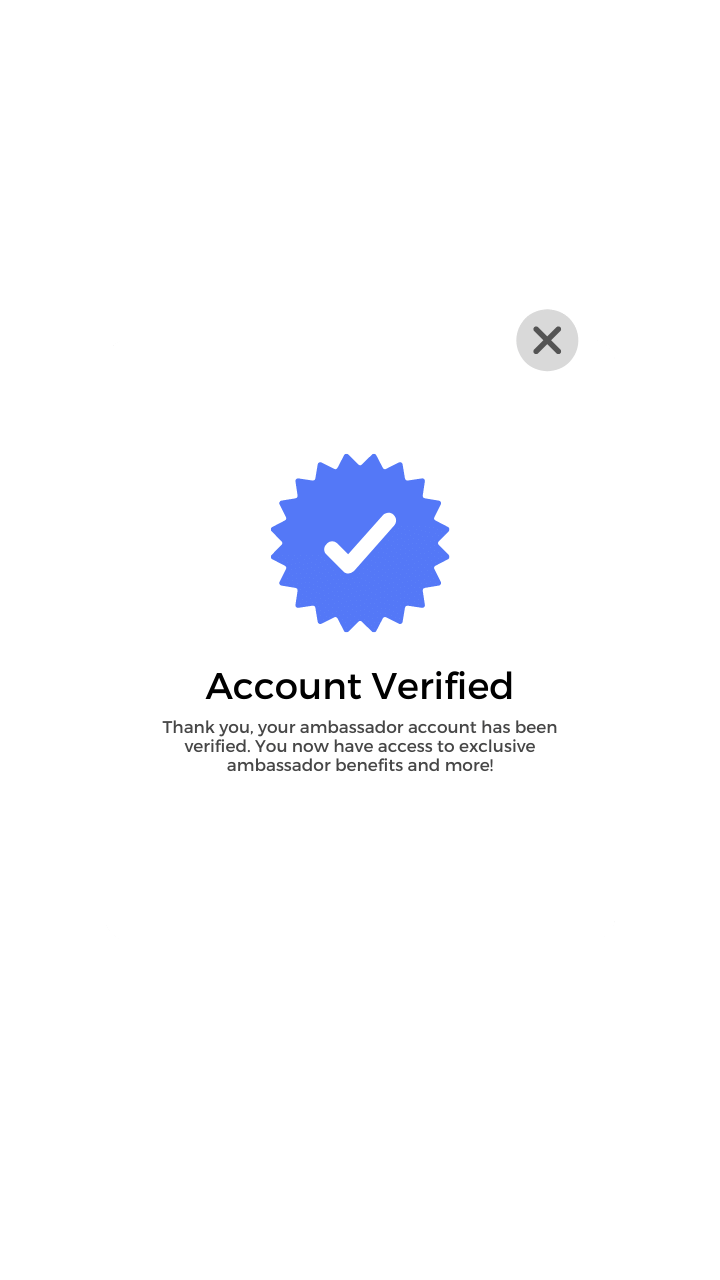 Account Verified
Thank you, your ambassador account has been
verified. You now have access to exclusive
ambassador benefits and more!